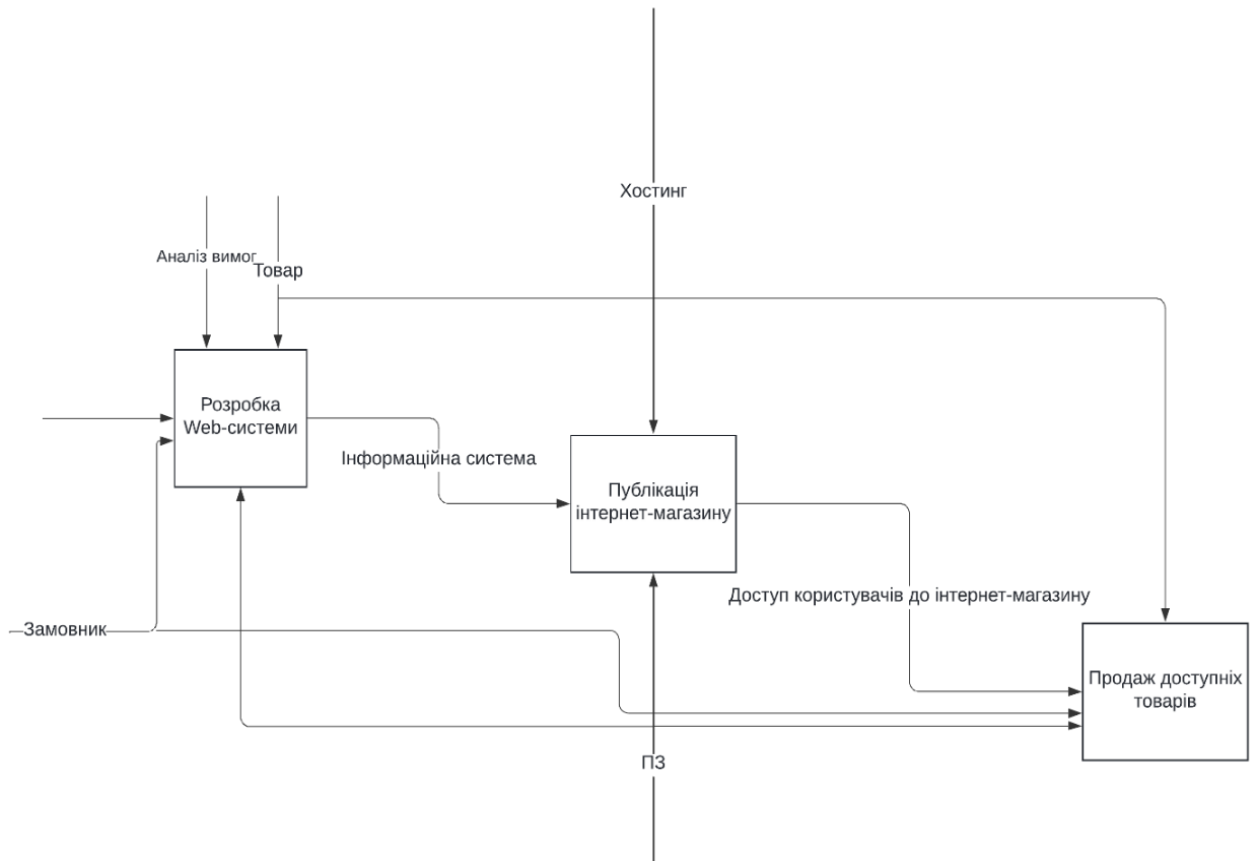 Хостинг
Аналіз вимог
Товар
Розробка
Web-системи
Інформаційна система
Публікація
інтернет-магазину
Доступ користувачів до інтернет-магазину
Замовник
Продаж доступніх
товарів
ПЗ